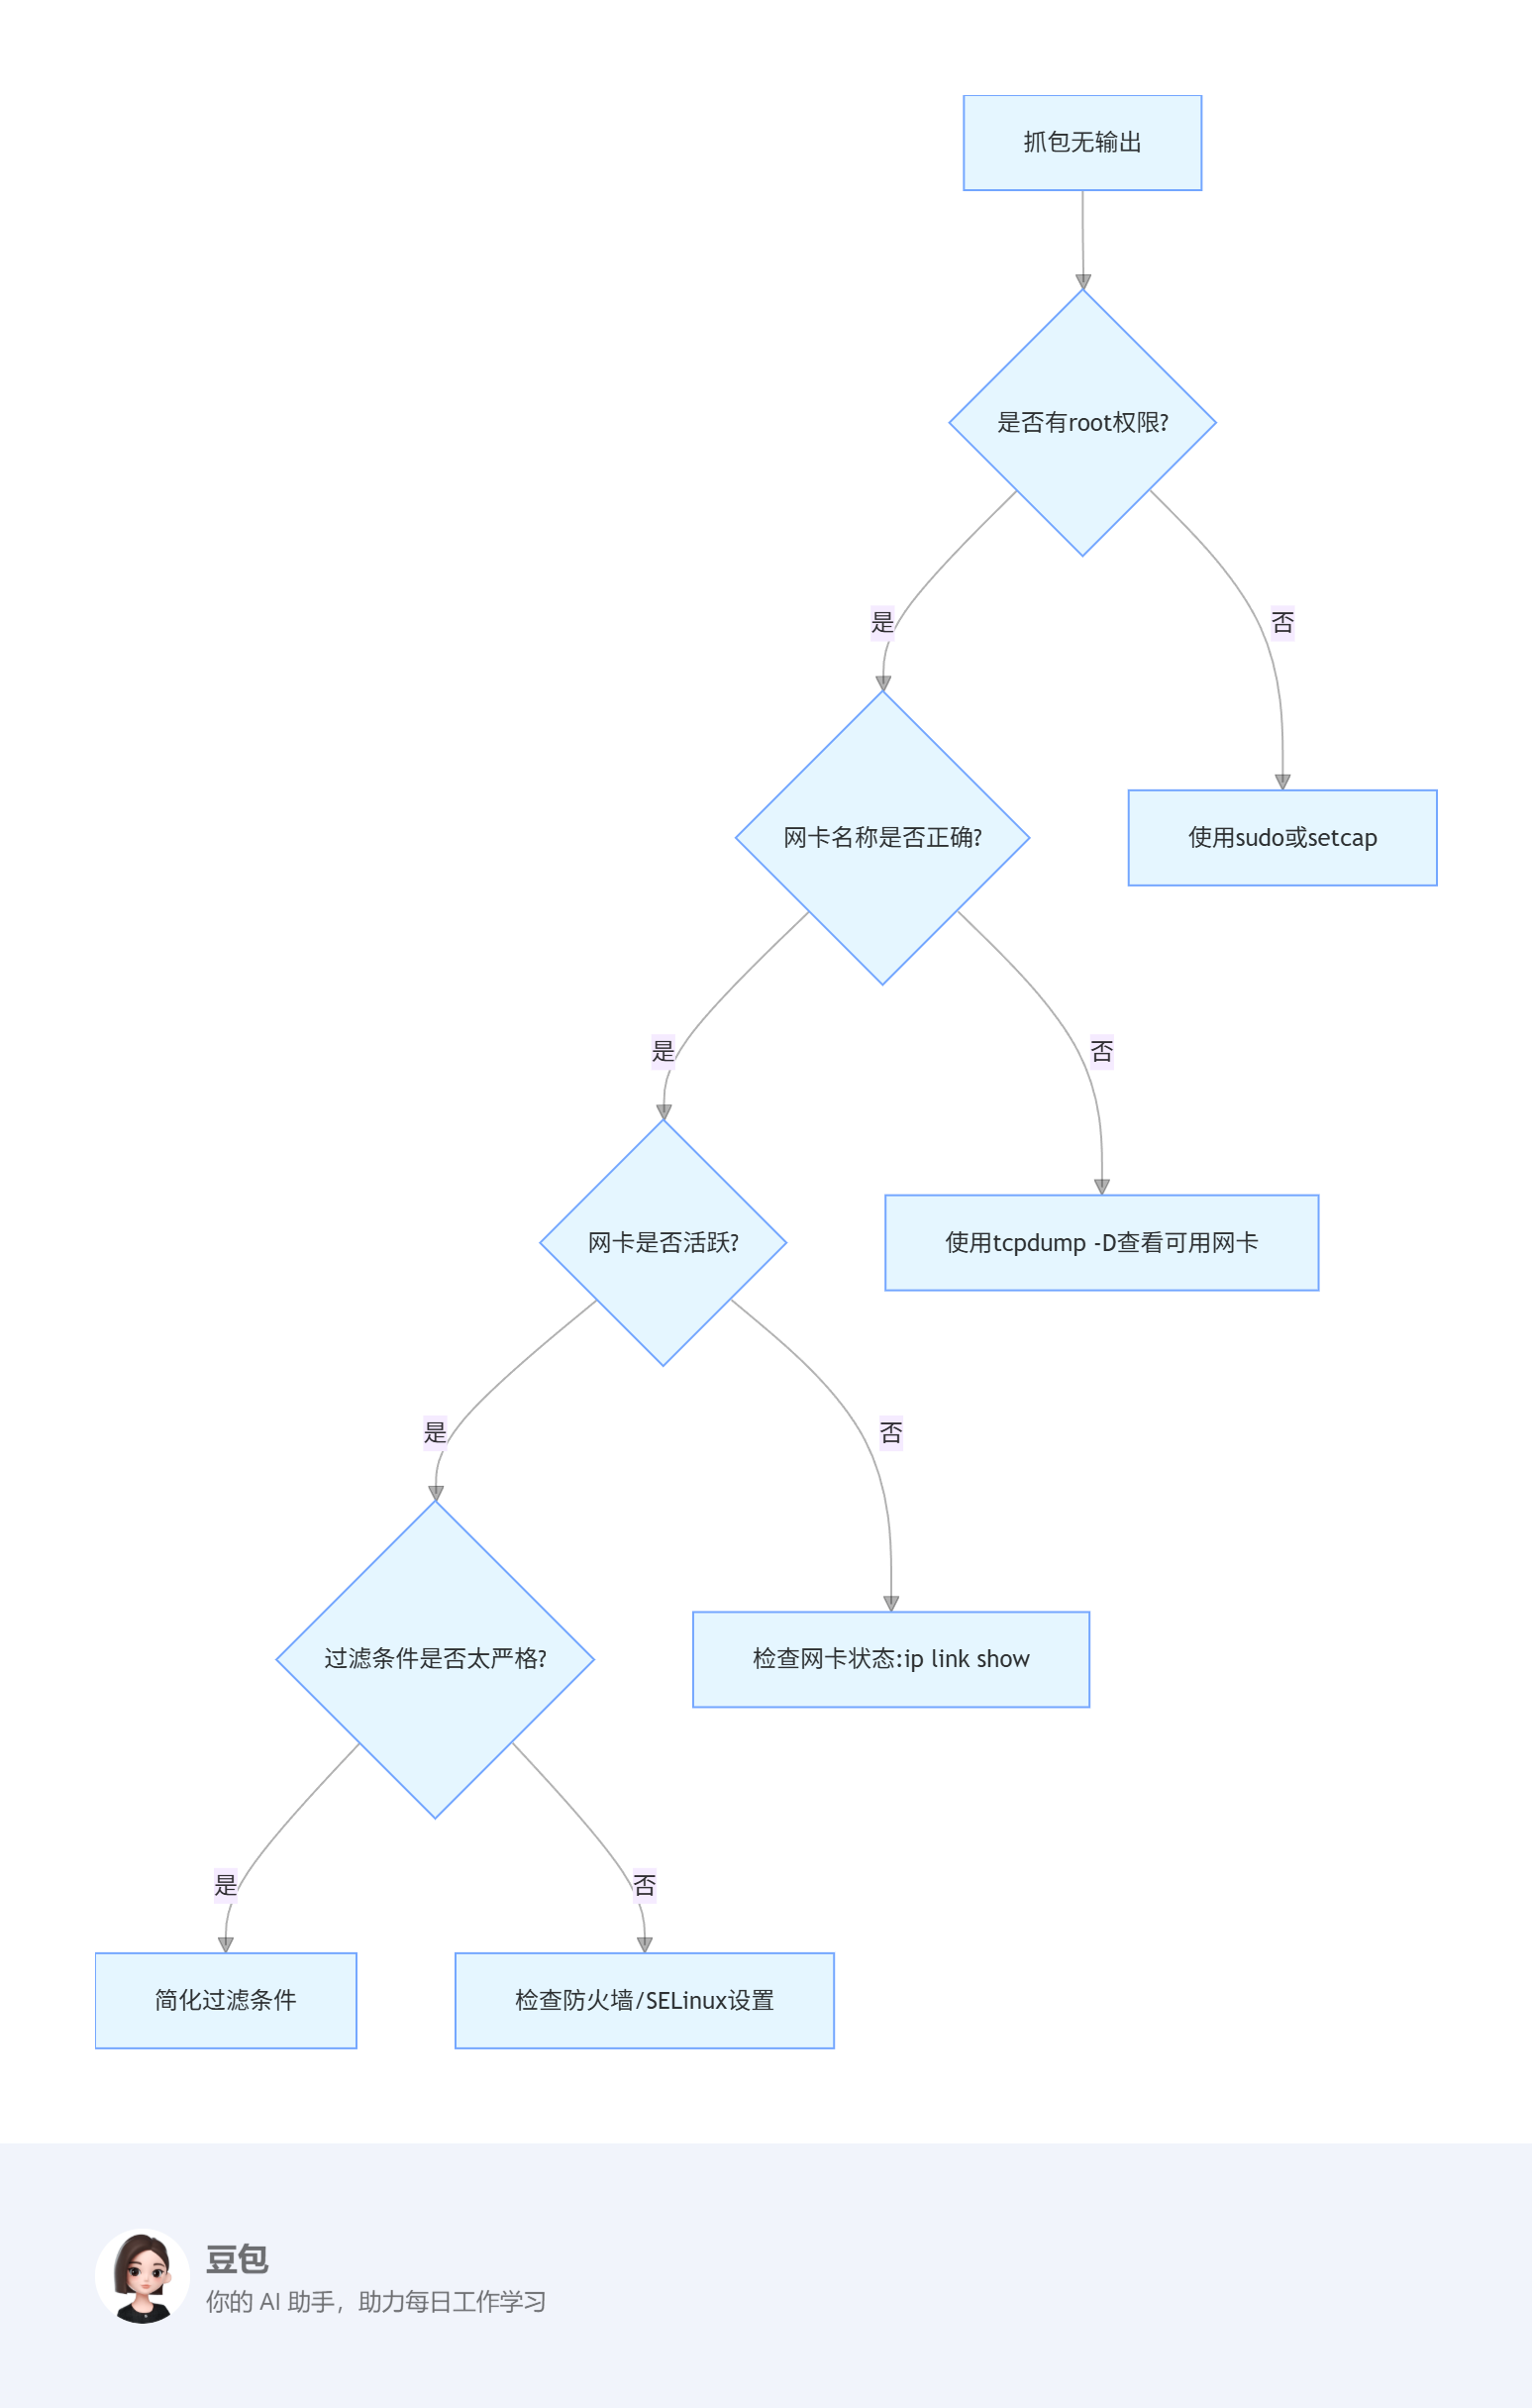 抓包无输出
是否有root权限?
是
否
网卡名称是否正确?
使用sudo或setcap
是
否
网卡是否活跃?
使用tcpdump -D查看可用网卡
是
否
过滤条件是否太严格?
检查网卡状态:ip link show
是
否
简化过滤条件
检查防火墙/SELinux设置
豆包
你的 AI 助手，助力每日工作学习